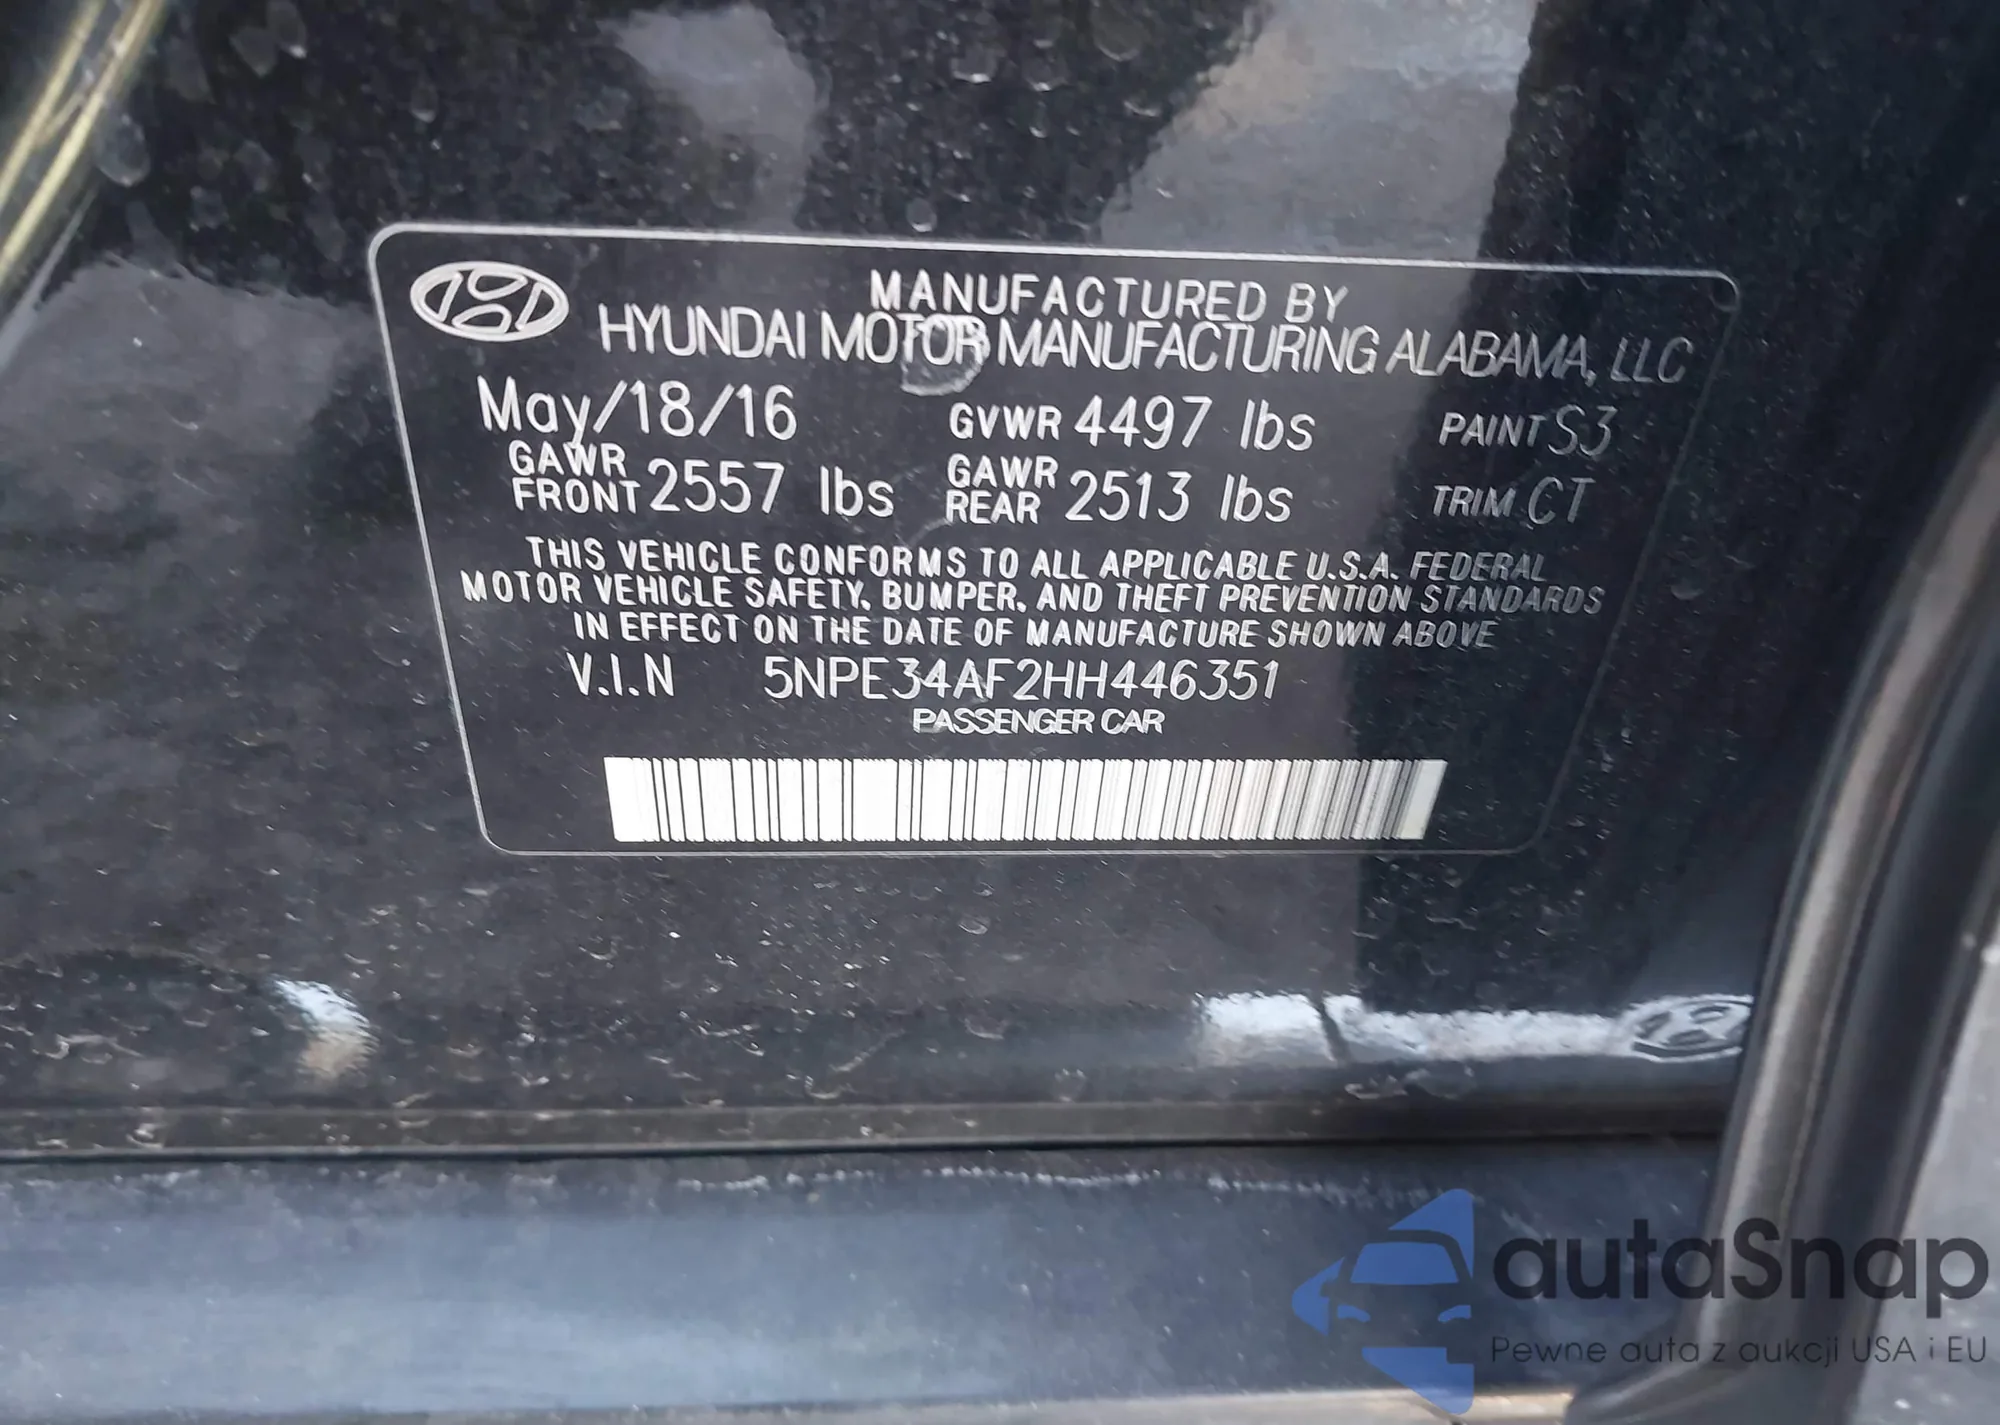 MANUFACTURED BY
HYUNDAI MOTOR MANUFACTURING ALABAMA, LLC
May/18/16 GVWR 4497 lbs PAINT S3
GAWR FRONT 2557 lbs GAWR REAR 2513 lbs TRIM CT
THIS VEHICLE CONFORMS TO ALL APPLICABLE U.S.A. FEDERAL
MOTOR VEHICLE SAFETY, BUMPER, AND THEFT PREVENTION STANDARDS
IN EFFECT ON THE DATE OF MANUFACTURE SHOWN ABOVE
V.I.N 5NPE34AF2HH446351
PASSENGER CAR
autaSnap
Pewne auta z aukcji USA i EU